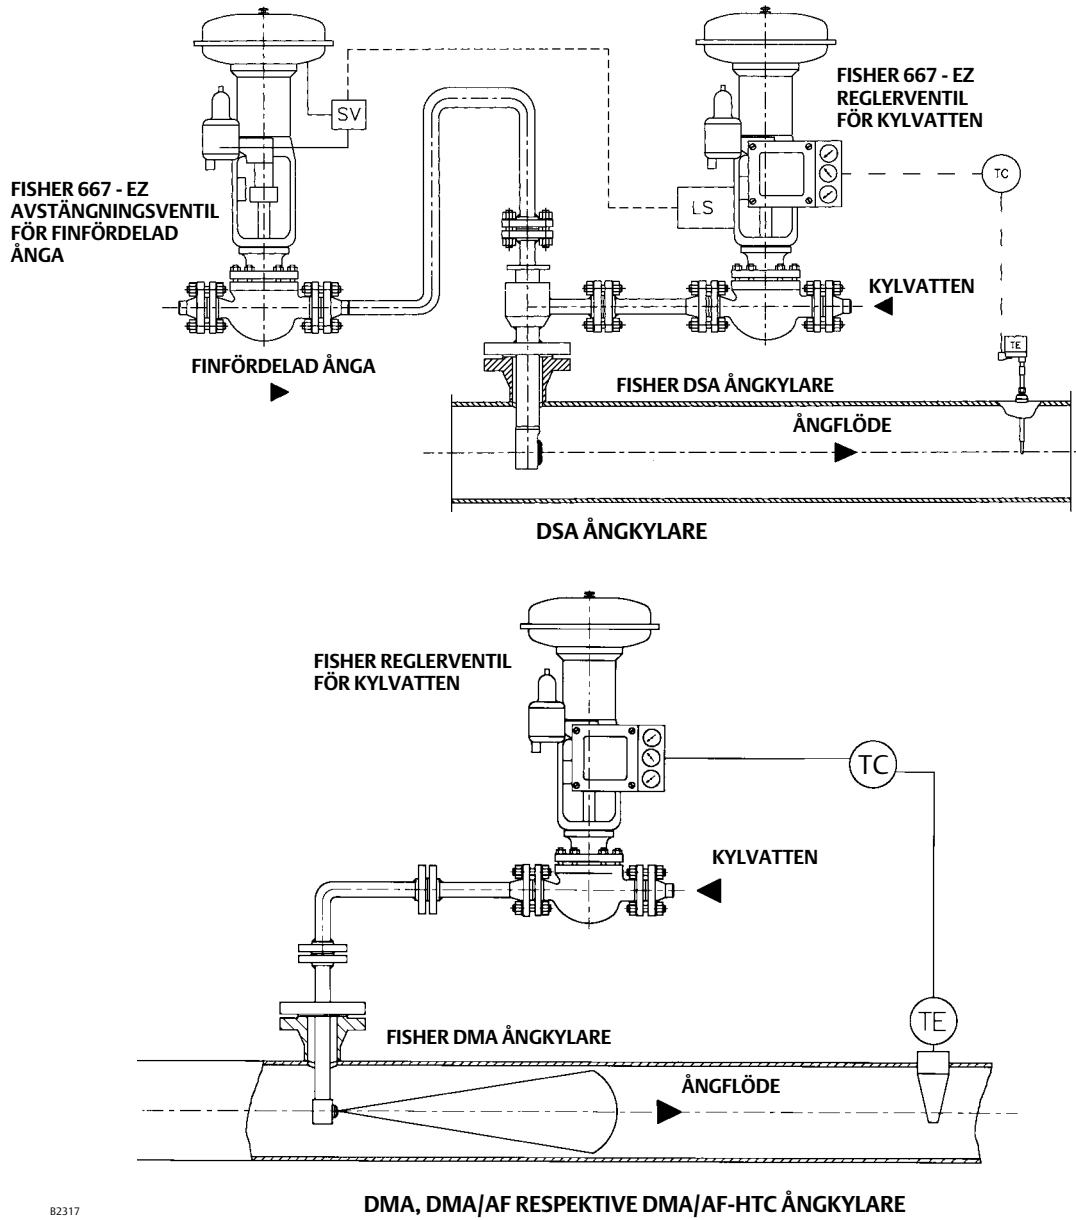 FISHER 667 - EZ
REGLERVENTIL
FÖR KYLVATTEN
SV
TC
FISHER 667 - EZ
AVSTÄNGNINGSVENTIL
FÖR FINFÖRDELAD
ÅNGA
LS
KYLVATTEN
TE
FINFÖRDELAD ÅNGA
FISHER DSA ÅNGKYLARE
ÅNGFLÖDE
DSA ÅNGKYLARE
FISHER REGLERVENTIL
FÖR KYLVATTEN
TC
KYLVATTEN
TE
FISHER DMA ÅNGKYLARE
ÅNGFLÖDE
B2317
DMA, DMA/AF RESPEKTIVE DMA/AF-HTC ÅNGKYLARE